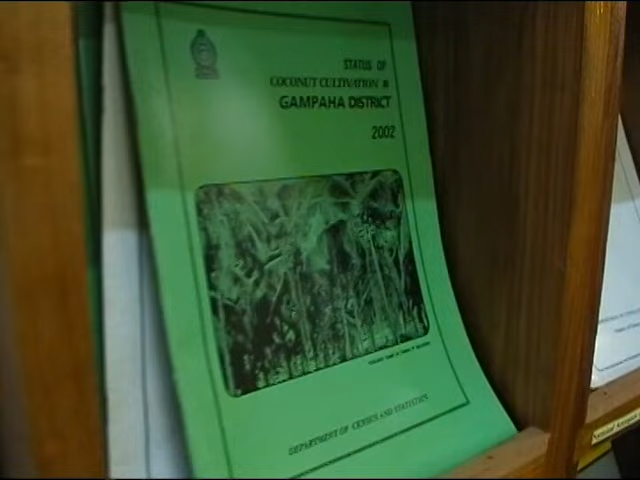 STATUS OF
COCONUT CULTIVATION IN
GAMPAHA DISTRICT
2002
DEPARTMENT OF CENSUS AND STATISTICS